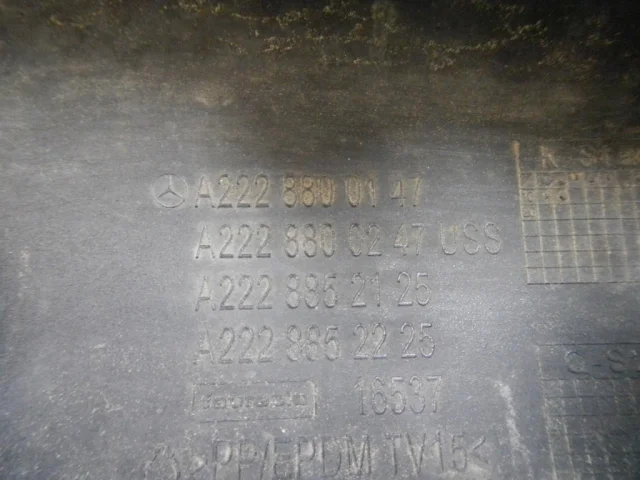 A222 880 01 47
A222 880 02 47 USS
A222 885 21 25
A222 885 22 25
faurecia 16537
>PP/EPDM TV15<